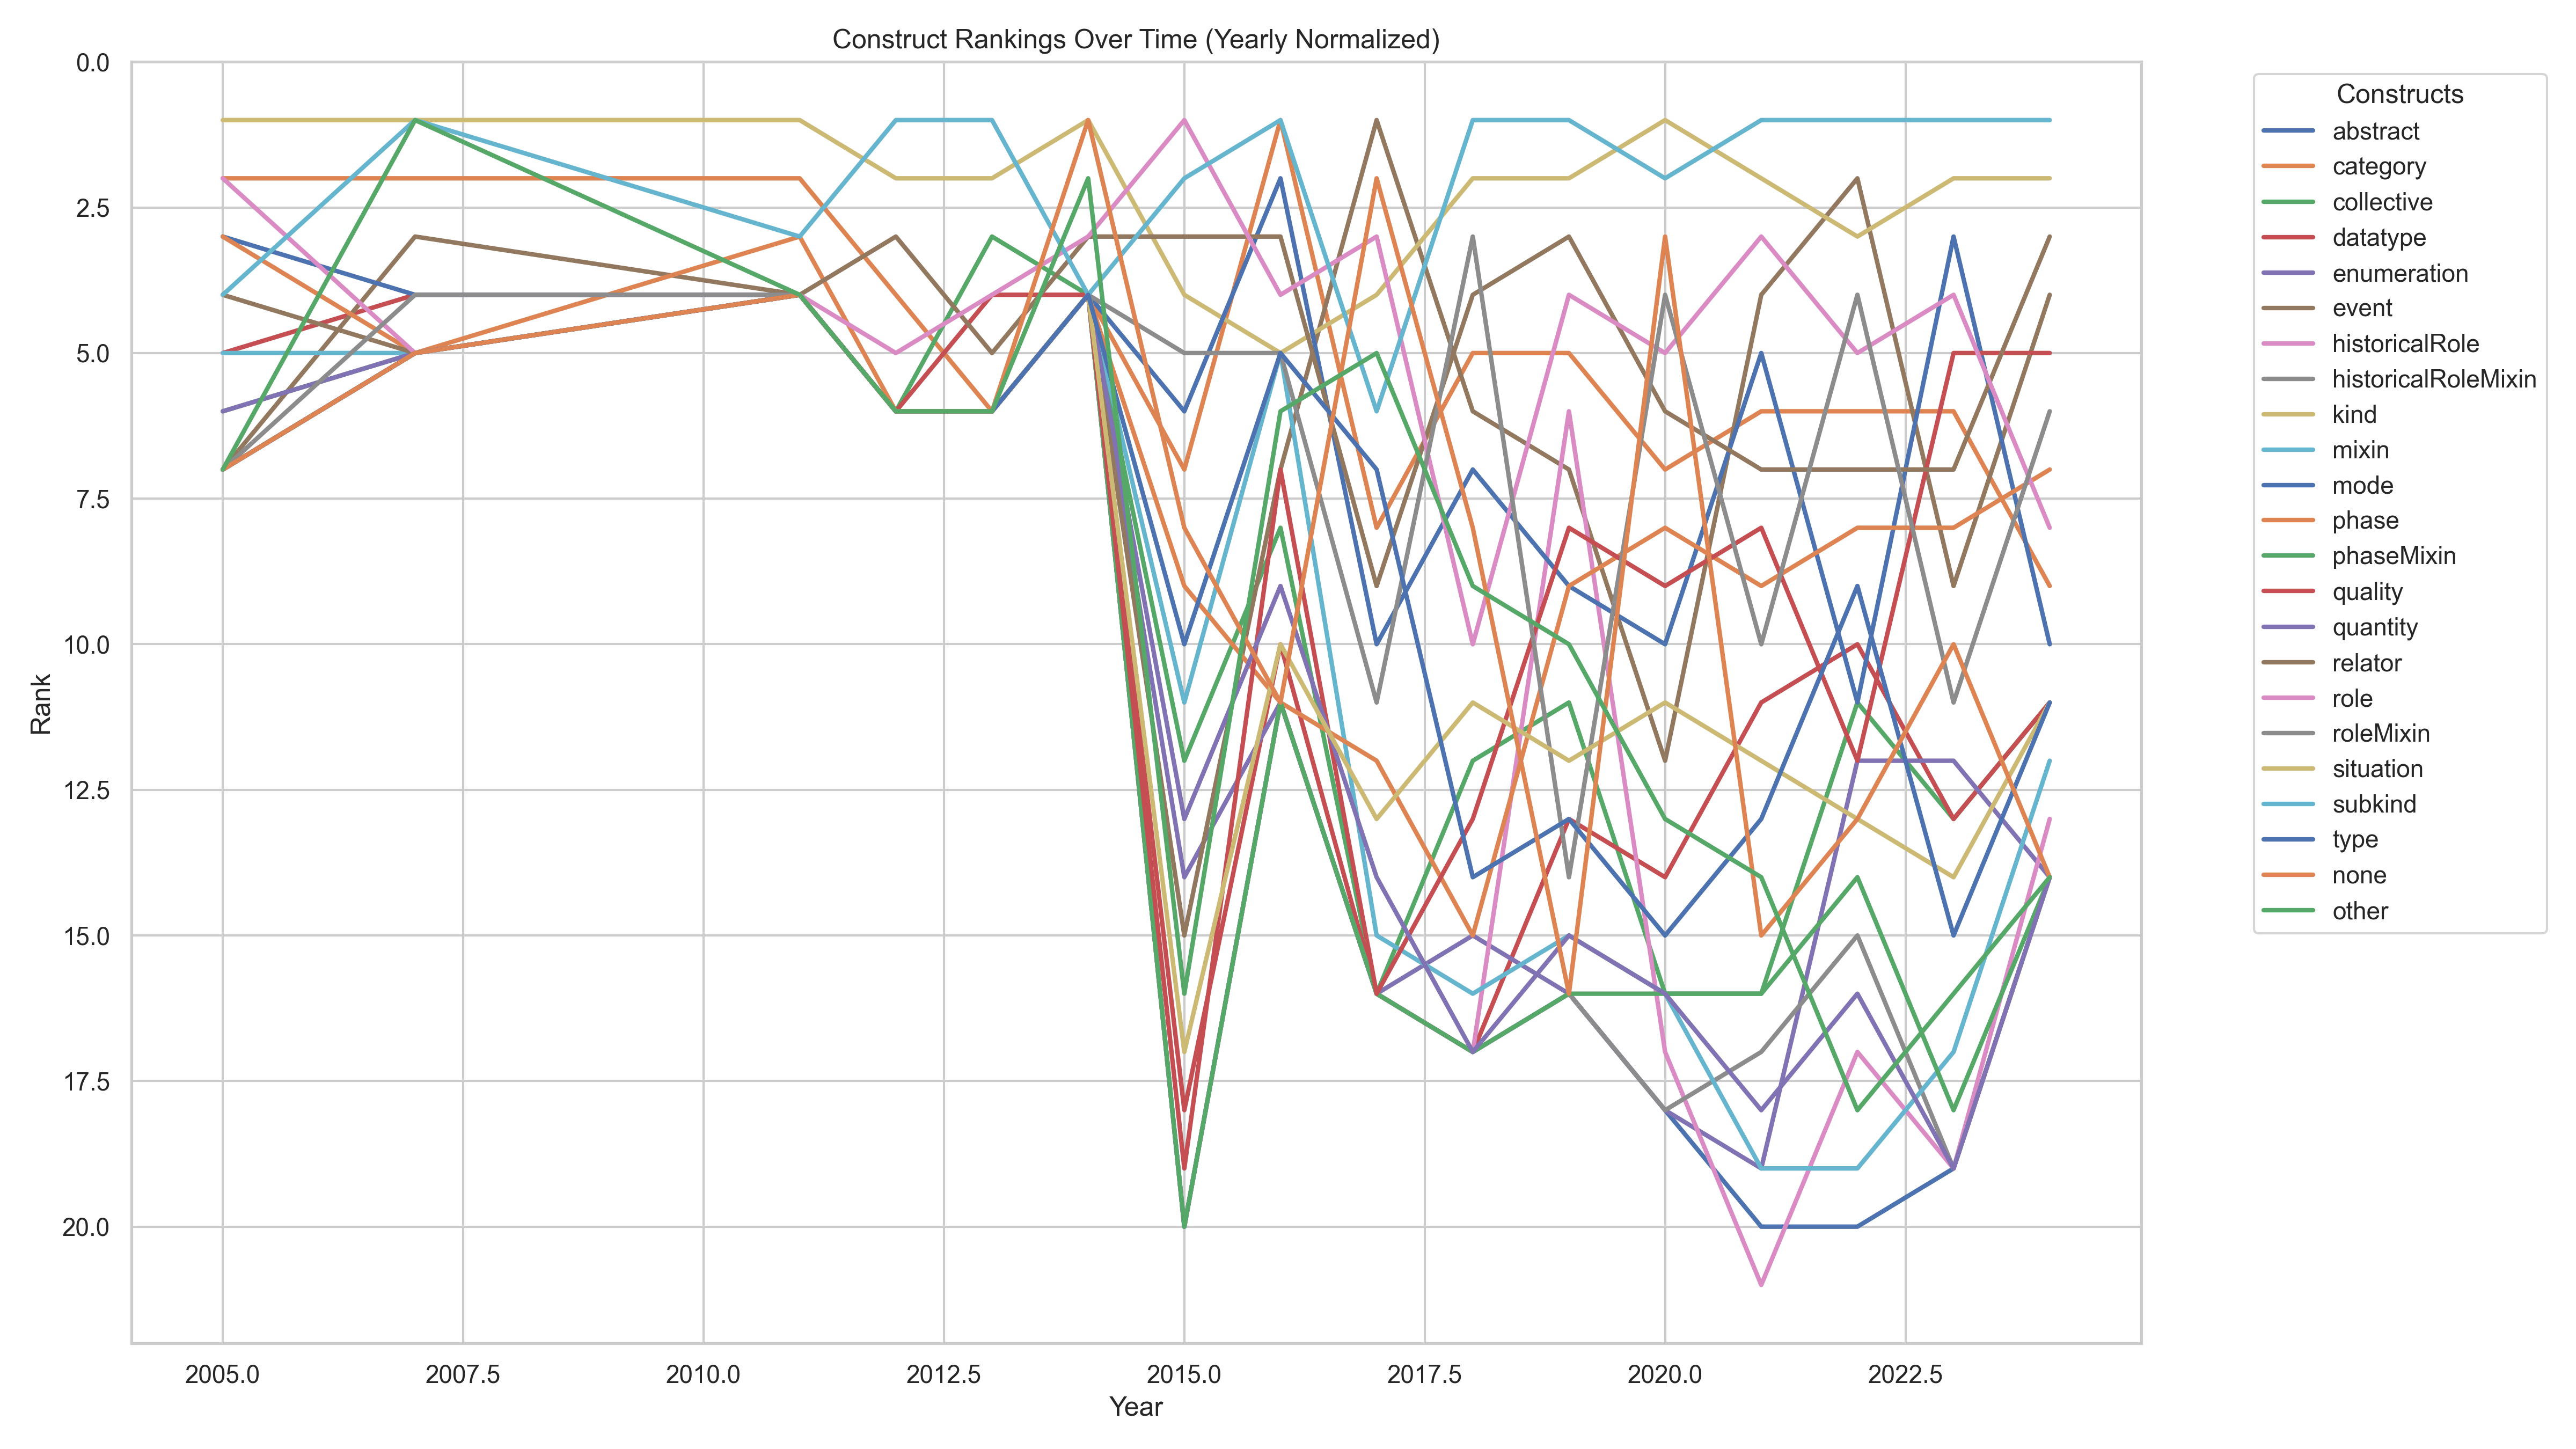 Construct Rankings Over Time (Yearly Normalized)
0.0
2.5
5.0
7.5
10.0
12.5
15.0
17.5
20.0
Rank
2005.0 2007.5 2010.0 2012.5 2015.0 2017.5 2020.0 2022.5
Year
Constructs
abstract
category
collective
datatype
enumeration
event
historicalRole
historicalRoleMixin
kind
mixin
mode
phase
phaseMixin
quality
quantity
relator
role
roleMixin
situation
subkind
type
none
other